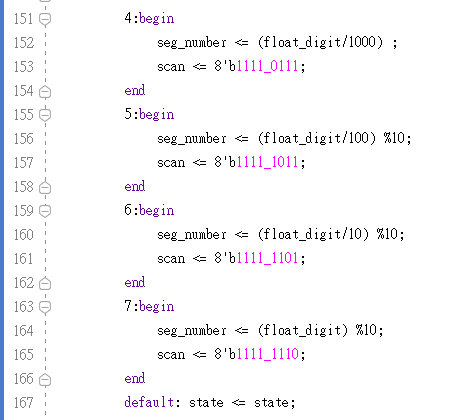 151 4:begin
152 seg_number <= (float_digit/1000) ;
153 scan <= 8'b1111_0111;
154 end
155 5:begin
156 seg_number <= (float_digit/100) %10;
157 scan <= 8'b1111_1011;
158 end
159 6:begin
160 seg_number <= (float_digit/10) %10;
161 scan <= 8'b1111_1101;
162 end
163 7:begin
164 seg_number <= (float_digit) %10;
165 scan <= 8'b1111_1110;
166 end
167 default: state <= state;